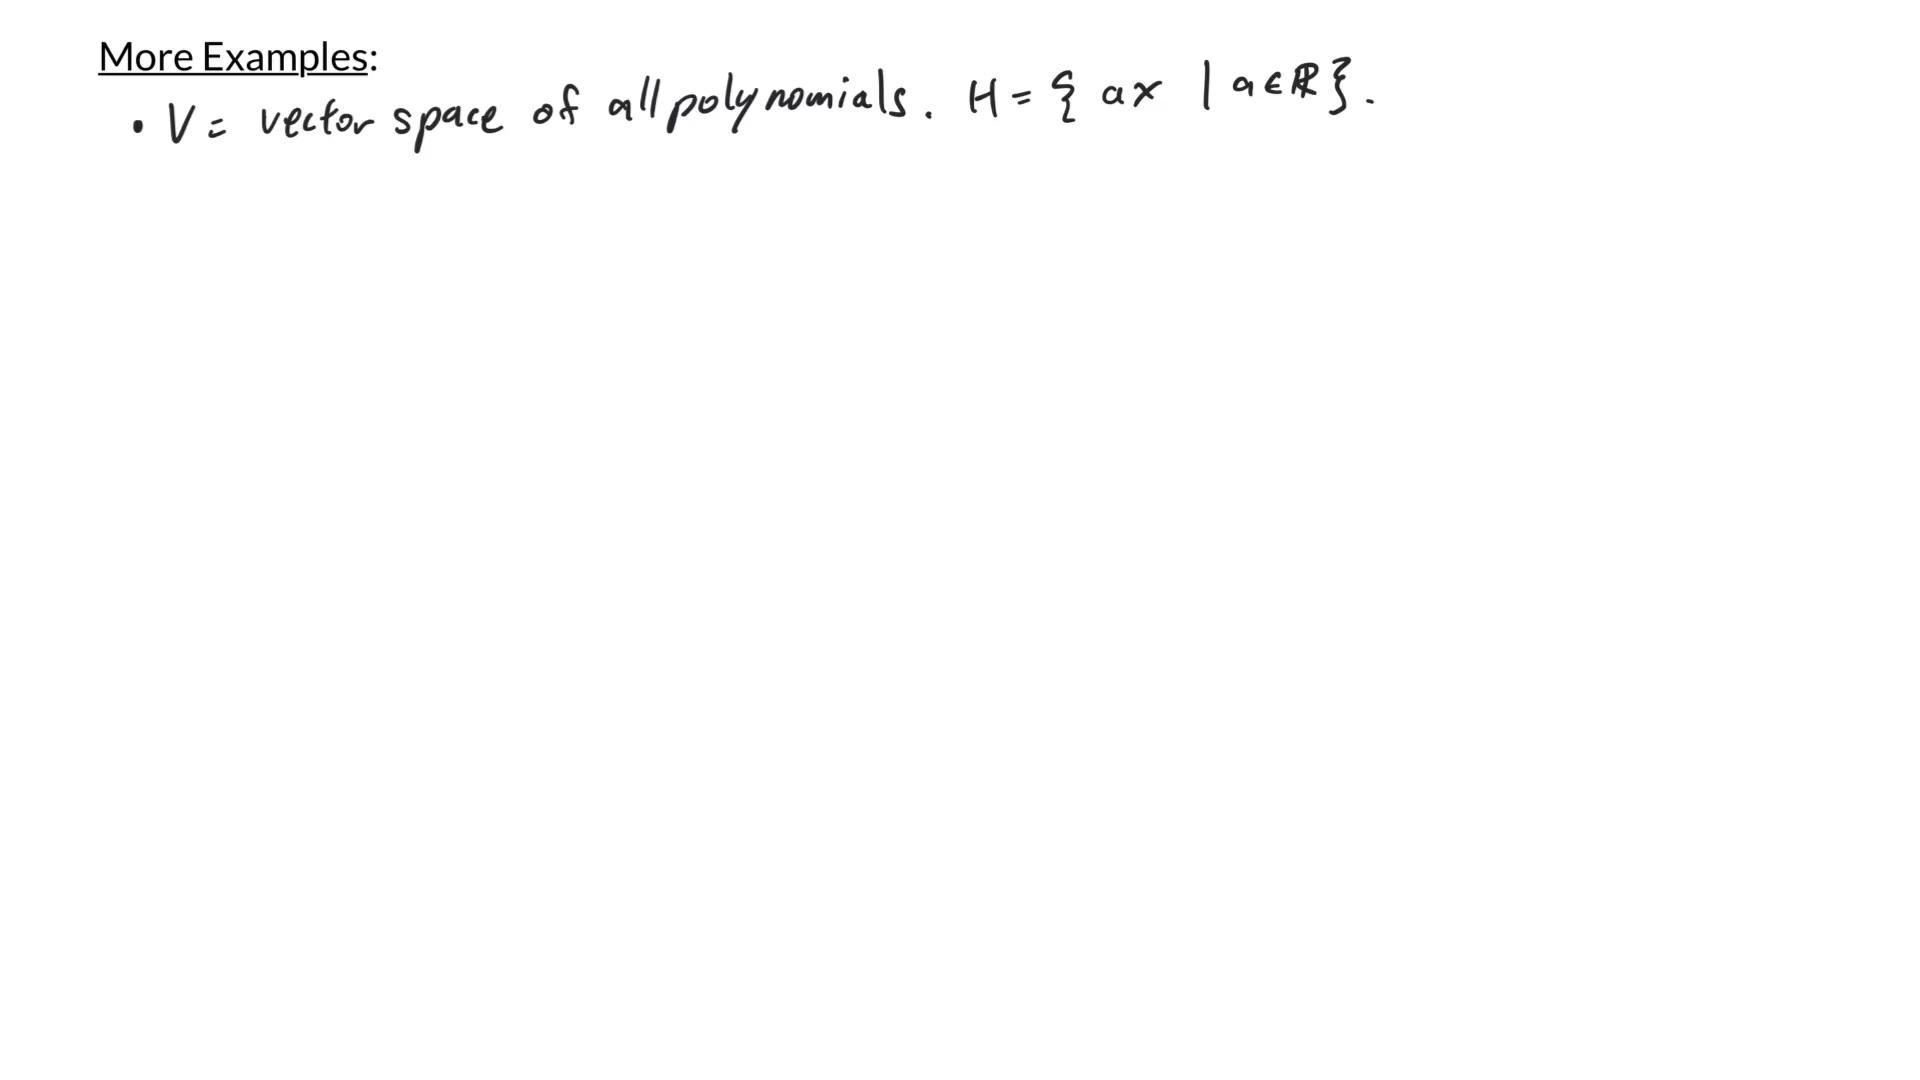 More Examples:
• V = vector space of all polynomials. H = { ax | a ∈ ℝ }.